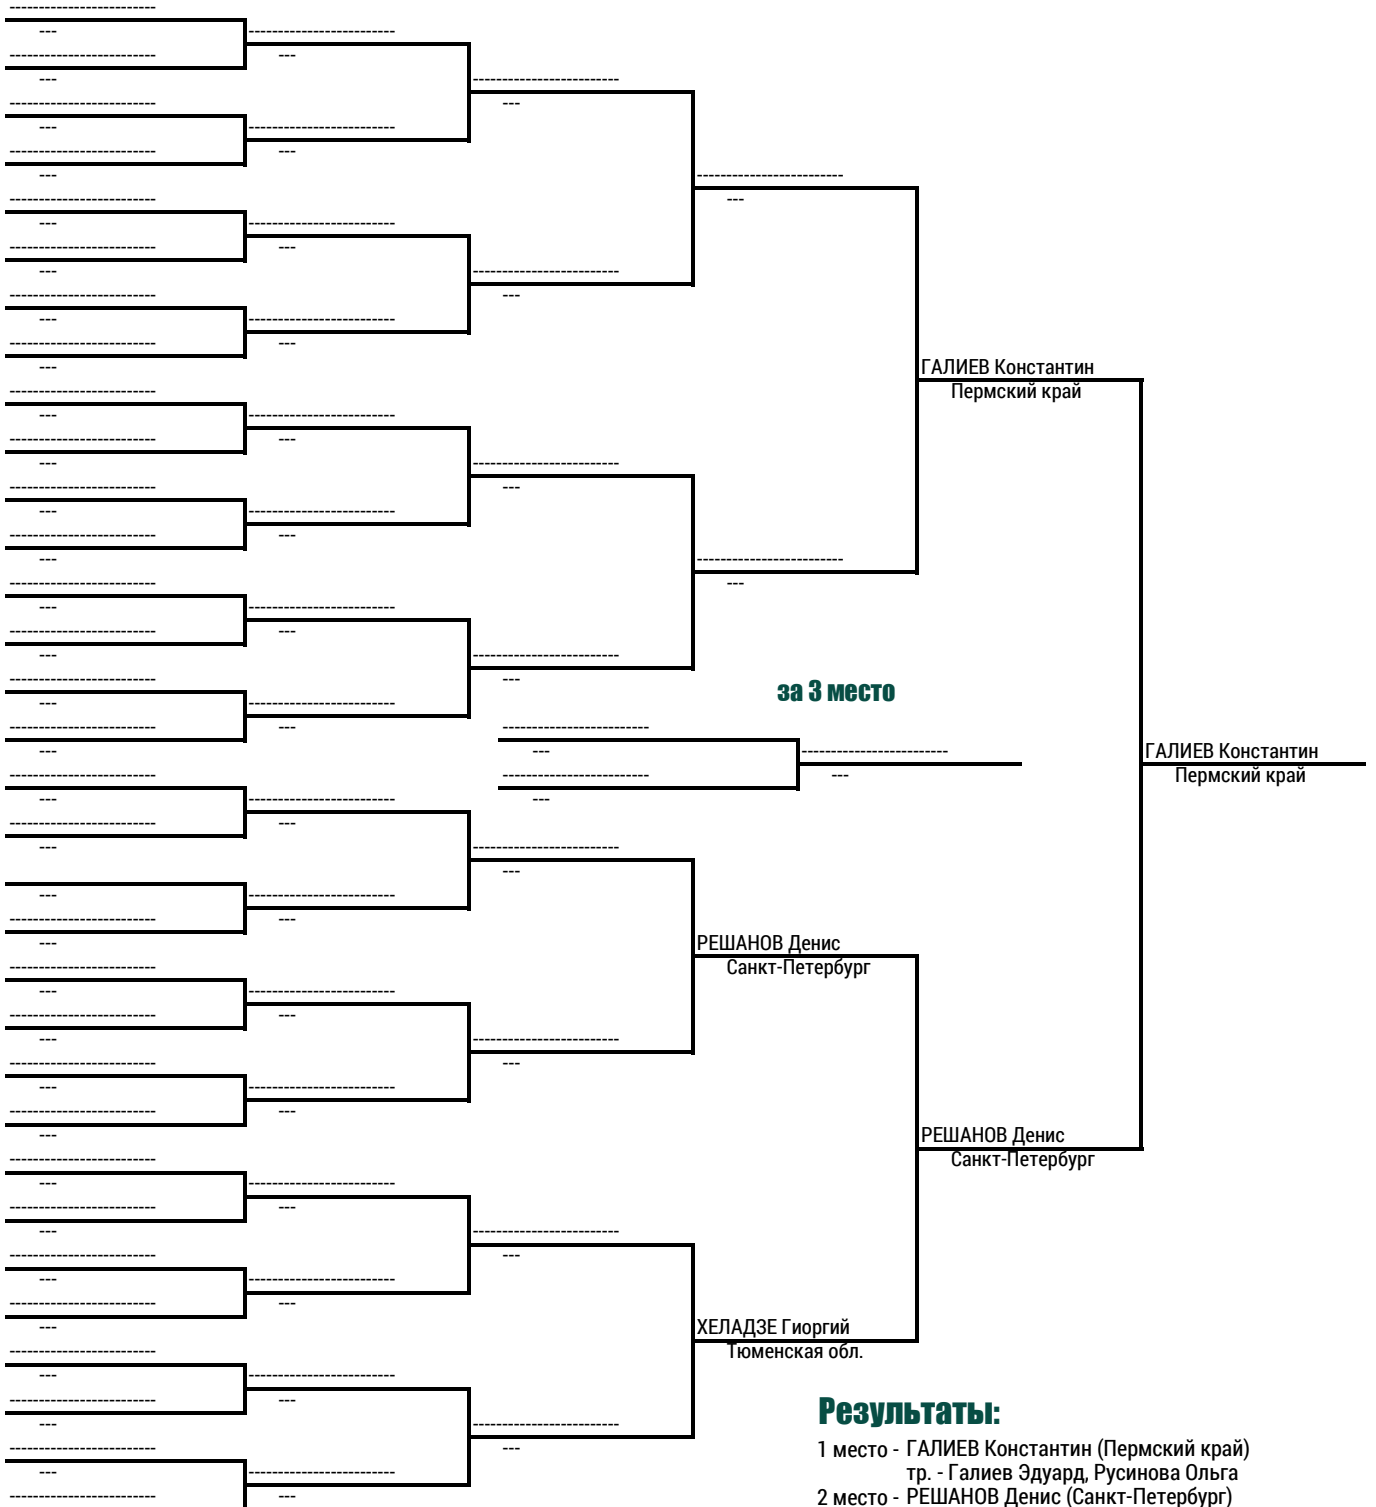 ГАЛИЕВ Константин
Пермский край
за 3 место
ГАЛИЕВ Константин
Пермский край
РЕШАНОВ Денис
Санкт-Петербург
РЕШАНОВ Денис
Санкт-Петербург
ХЕЛАДЗЕ Гиоргий
Тюменская обл.
Результаты:
1 место - ГАЛИЕВ Константин (Пермский край)
тр. - Галиев Эдуард, Русинова Ольга
2 место - РЕШАНОВ Денис (Санкт-Петербург)